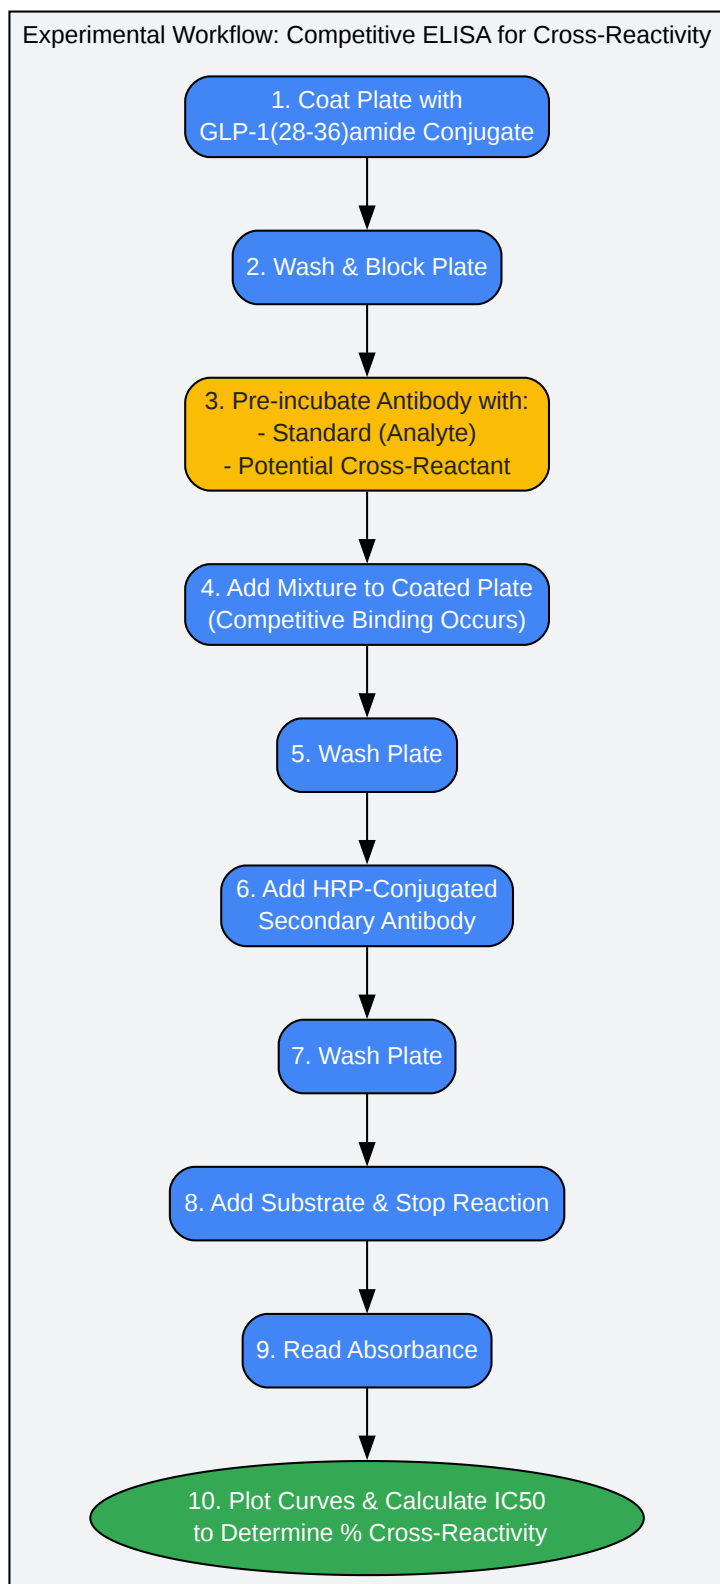 Experimental Workflow: Competitive ELISA for Cross-Reactivity
1. Coat Plate with
GLP-1(28-36)amide Conjugate
2. Wash & Block Plate
3. Pre-incubate Antibody with:
- Standard (Analyte)
- Potential Cross-Reactant
4. Add Mixture to Coated Plate
(Competitive Binding Occurs)
5. Wash Plate
6. Add HRP-Conjugated
Secondary Antibody
7. Wash Plate
8. Add Substrate & Stop Reaction
9. Read Absorbance
10. Plot Curves & Calculate IC50
to Determine % Cross-Reactivity